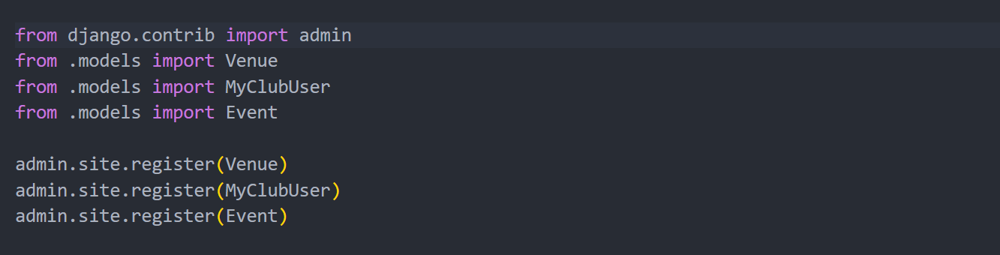 from django.contrib import admin
from .models import Venue
from .models import MyClubUser
from .models import Event
admin.site.register(Venue)
admin.site.register(MyClubUser)
admin.site.register(Event)